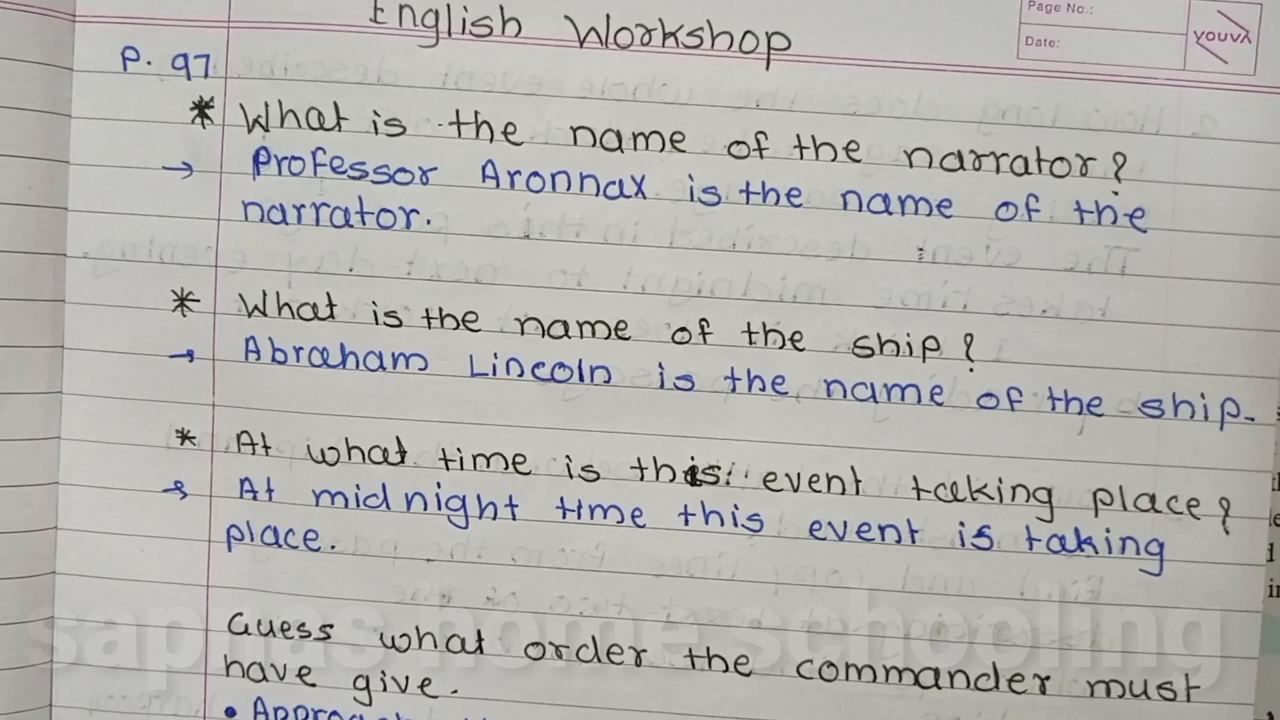 English Workshop
Page No.:
Date:
YOUVA
P. 97
* What is the name of the narrator?
→ Professor Aronnax is the name of the
narrator.
* What is the name of the ship?
→ Abraham Lincoln is the name of the ship.
* At what time is this event taking place?
→ At midnight time this event is taking
place.
sapnas home schooling
Guess what order the commander must
have give.